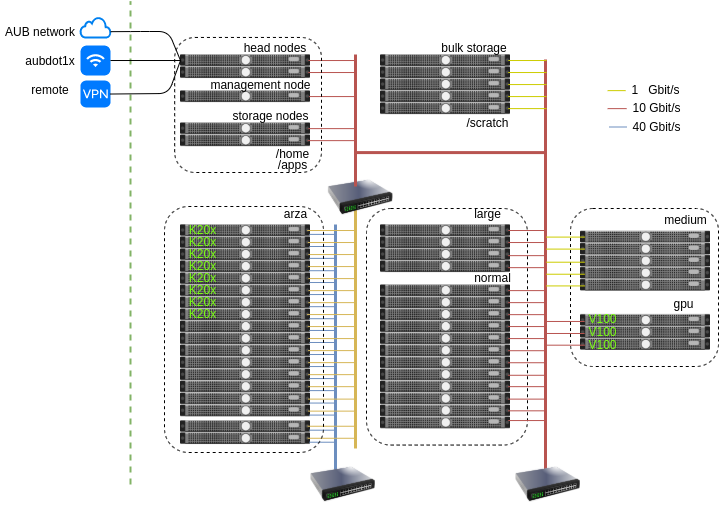 AUB network
aubdot1x
remote
VPN
head nodes
management node
storage nodes
/home
/apps
bulk storage
/scratch
1 Gbit/s
10 Gbit/s
40 Gbit/s
arza
K20x
K20x
K20x
K20x
K20x
K20x
K20x
K20x
large
normal
medium
gpu
V100
V100
V100